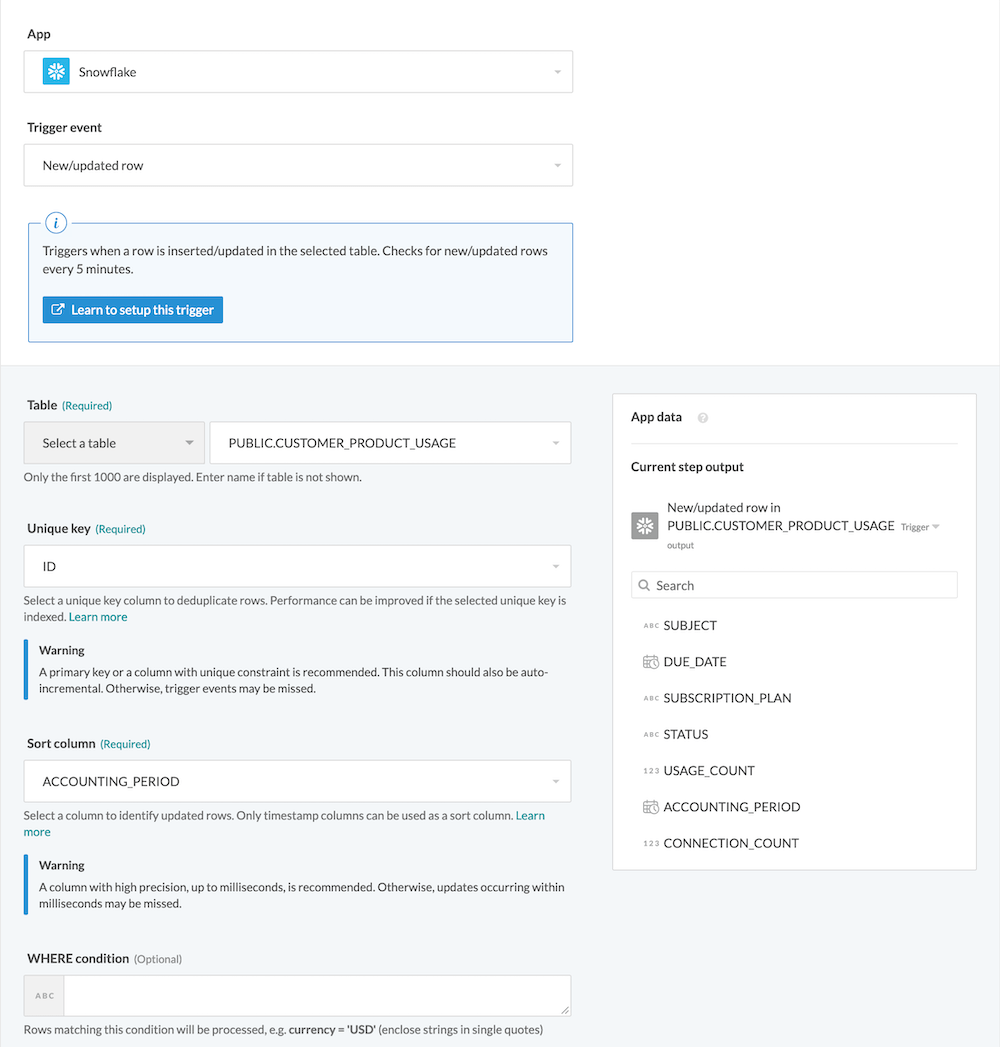 App
Snowflake
Trigger event
New/updated row
i
Triggers when a row is inserted/updated in the selected table. Checks for new/updated rows
every 5 minutes.
Learn to setup this trigger
Table (Required)
Select a table
PUBLIC.CUSTOMER_PRODUCT_USAGE
Only the first 1000 are displayed. Enter name if table is not shown.
Unique key (Required)
ID
Select a unique key column to deduplicate rows. Performance can be improved if the selected unique key is
indexed. Learn more
Warning
A primary key or a column with unique constraint is recommended. This column should also be auto-
incremental. Otherwise, trigger events may be missed.
Sort column (Required)
ACCOUNTING_PERIOD
Select a column to identify updated rows. Only timestamp columns can be used as a sort column. Learn
more
Warning
A column with high precision, up to milliseconds, is recommended. Otherwise, updates occurring within
milliseconds may be missed.
WHERE condition (Optional)
ABC
Rows matching this condition will be processed, e.g. currency = 'USD' (enclose strings in single quotes)
App data ?
Current step output
New/updated row in
PUBLIC.CUSTOMER_PRODUCT_USAGE Trigger
output
Search
ABC SUBJECT
DUE_DATE
ABC SUBSCRIPTION_PLAN
ABC STATUS
123 USAGE_COUNT
ACCOUNTING_PERIOD
123 CONNECTION_COUNT